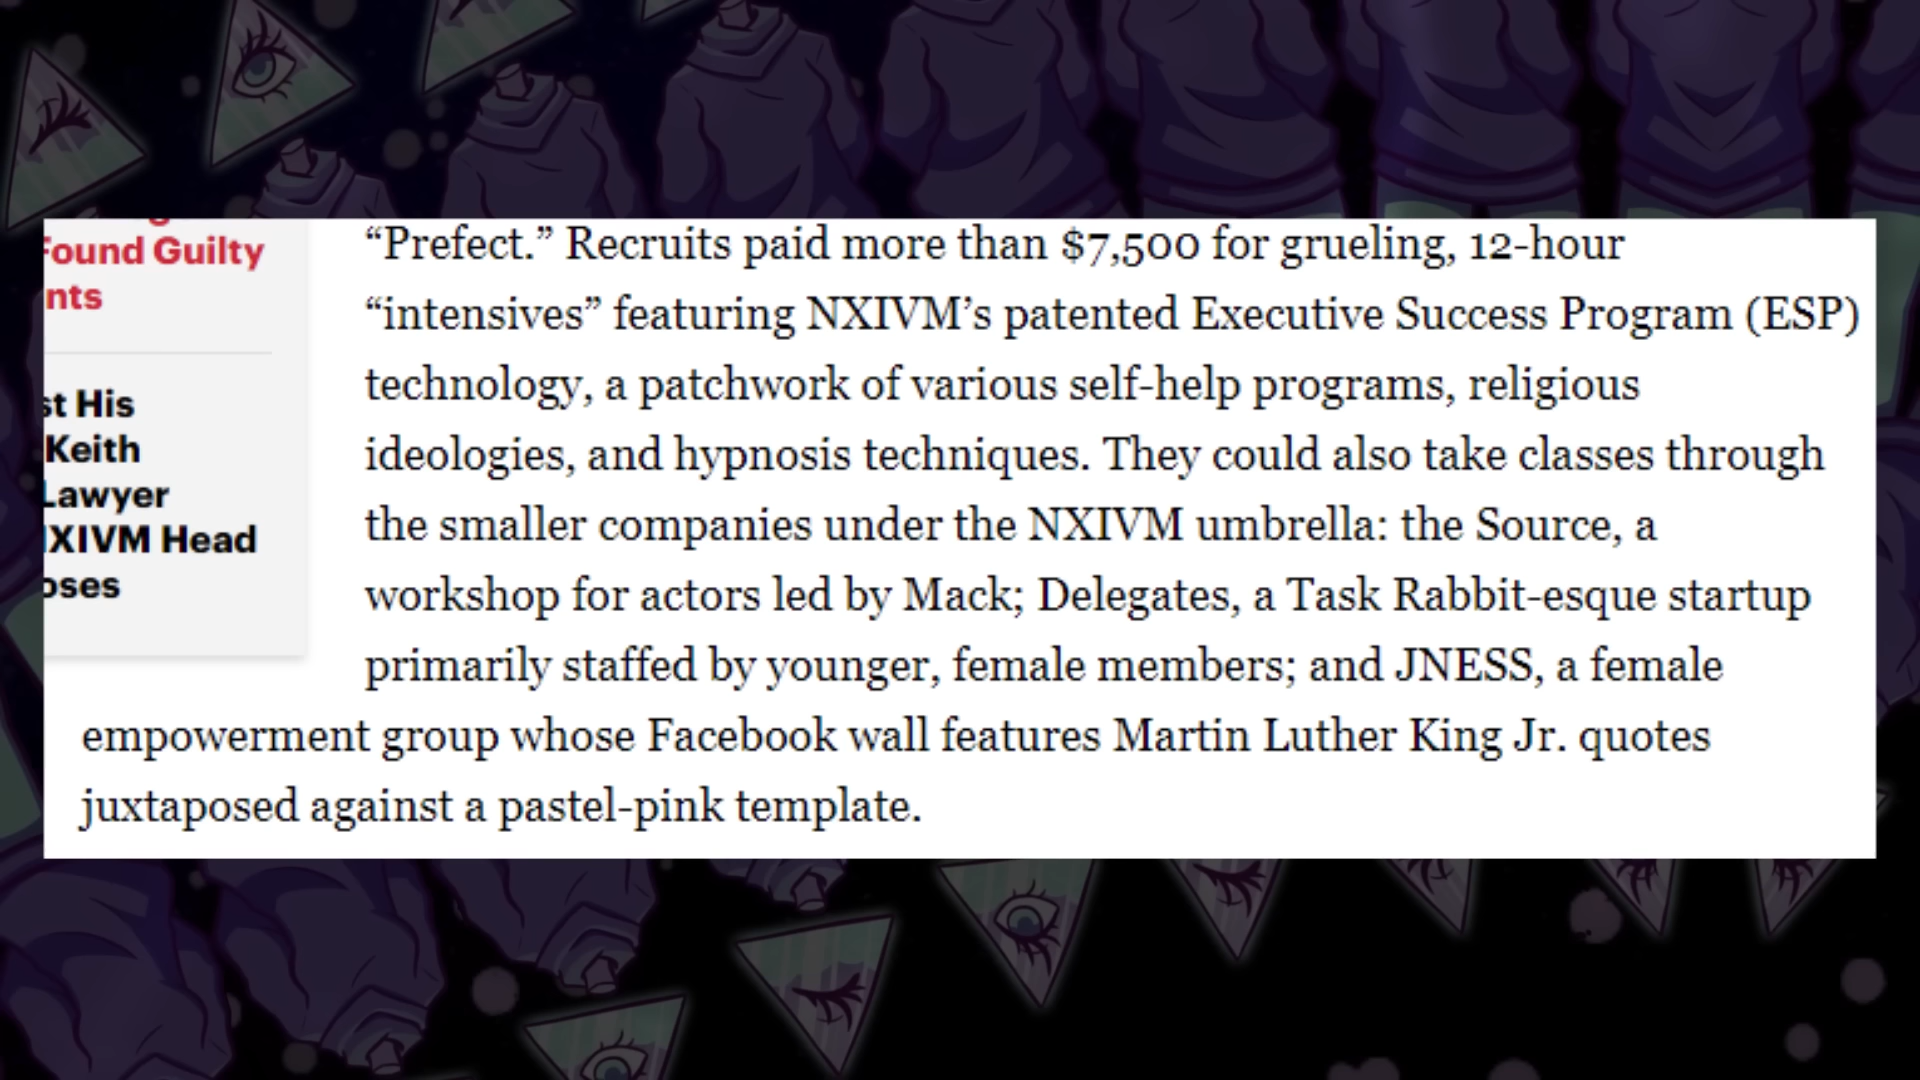 Found Guilty
nts
st His
Keith
Lawyer
NXIVM Head
oses
“Prefect.” Recruits paid more than $7,500 for grueling, 12-hour
“intensives” featuring NXIVM’s patented Executive Success Program (ESP)
technology, a patchwork of various self-help programs, religious
ideologies, and hypnosis techniques. They could also take classes through
the smaller companies under the NXIVM umbrella: the Source, a
workshop for actors led by Mack; Delegates, a Task Rabbit-esque startup
primarily staffed by younger, female members; and JNESS, a female
empowerment group whose Facebook wall features Martin Luther King Jr. quotes
juxtaposed against a pastel-pink template.